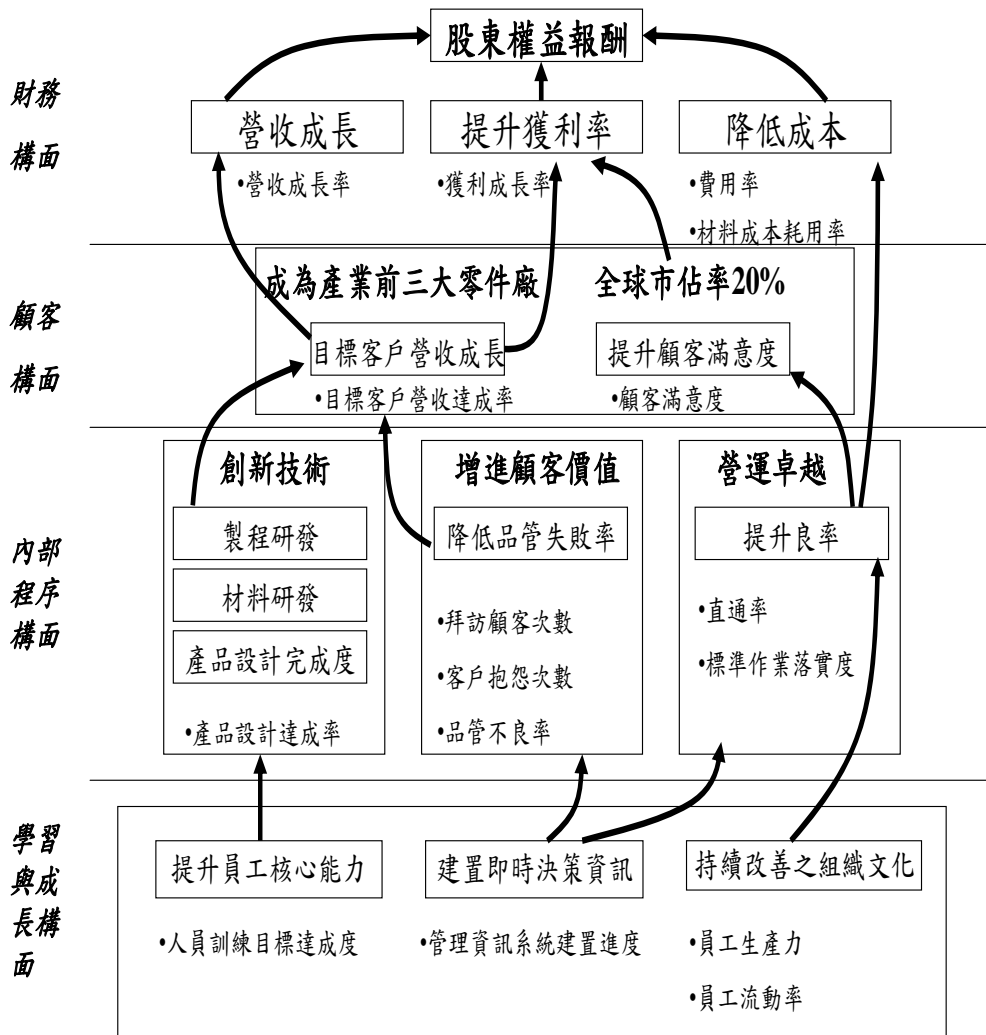 股東權益報酬
財務
構面
營收成長
提升獲利率
降低成本
•營收成長率
•獲利成長率
•費用率
•材料成本耗用率
顧客
構面
成為產業前三大零件廠
全球市佔率20%
目標客戶營收成長
提升顧客滿意度
•目標客戶營收達成率
•顧客滿意度
內部
程序
構面
創新技術
製程研發
材料研發
產品設計完成度
•產品設計達成率
增進顧客價值
降低品管失敗率
•拜訪顧客次數
•客戶抱怨次數
•品管不良率
營運卓越
提升良率
•直通率
•標準作業落實度
學習
與成
長構
面
提升員工核心能力
•人員訓練目標達成度
建置即時決策資訊
•管理資訊系統建置進度
持續改善之組織文化
•員工生產力
•員工流動率